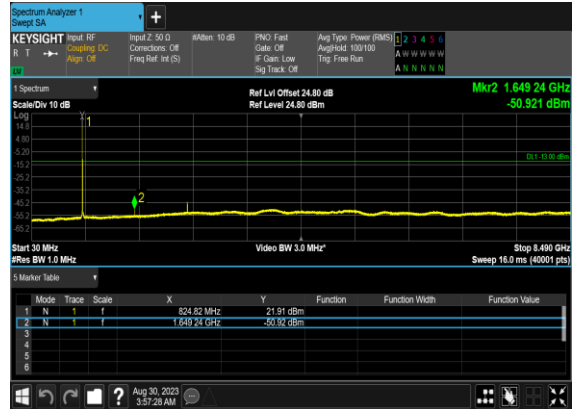 Spectrum Analyzer 1
Swept SA
+
KEYSIGHT Input: RF Input Z: 50 Ω #Atten: 10 dB PNO: Fast Avg Type: Power (RMS) 1 2 3 4 5 6
R T Coupling: DC Corrections: Off Gate: Off Avg|Hold: 100/100 A W W W W W
Align: Off Freq Ref: Int (S) IF Gain: Low Trig: Free Run
Sig Track: Off A N N N N N
1 Spectrum Ref Lvl Offset 24.80 dB Mkr2 1.649 24 GHz
Scale/Div 10 dB Ref Level 24.80 dBm -50.921 dBm
Log
14.8
4.80
-5.20
DL1 -13.00 dBm
-15.2
-25.2
-35.2
-45.2
-55.2
-65.2
1
2
Start 30 MHz Video BW 3.0 MHz* Stop 8.490 GHz
#Res BW 1.0 MHz Sweep 16.0 ms (40001 pts)
5 Marker Table
Mode Trace Scale X Y Function Function Width Function Value
1 N 1 f 824.82 MHz 21.91 dBm
2 N 1 f 1.649 24 GHz -50.92 dBm
3
4
5
6
? Aug 30, 2023
3:57:28 AM